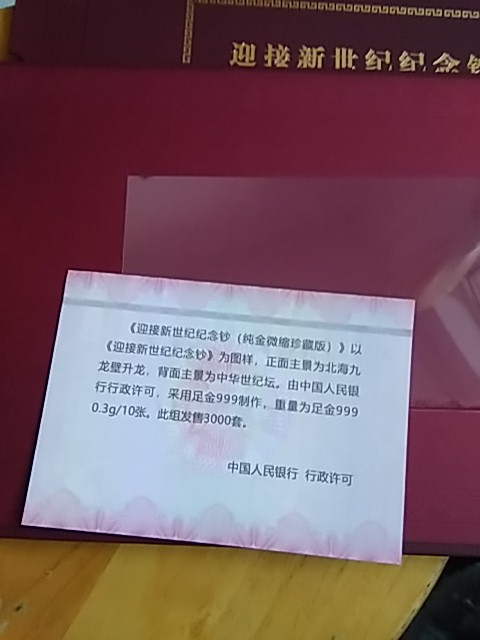 迎接新世纪纪念钞
《迎接新世纪纪念钞（纯金微缩珍藏版）》以
《迎接新世纪纪念钞》为图样，正面主景为北海九
龙壁升龙，背面主景为中华世纪坛。由中国人民银
行行政许可，采用足金999制作，重量为足金999
0.3g/10张。此组发售3000套。
中国人民银行 行政许可